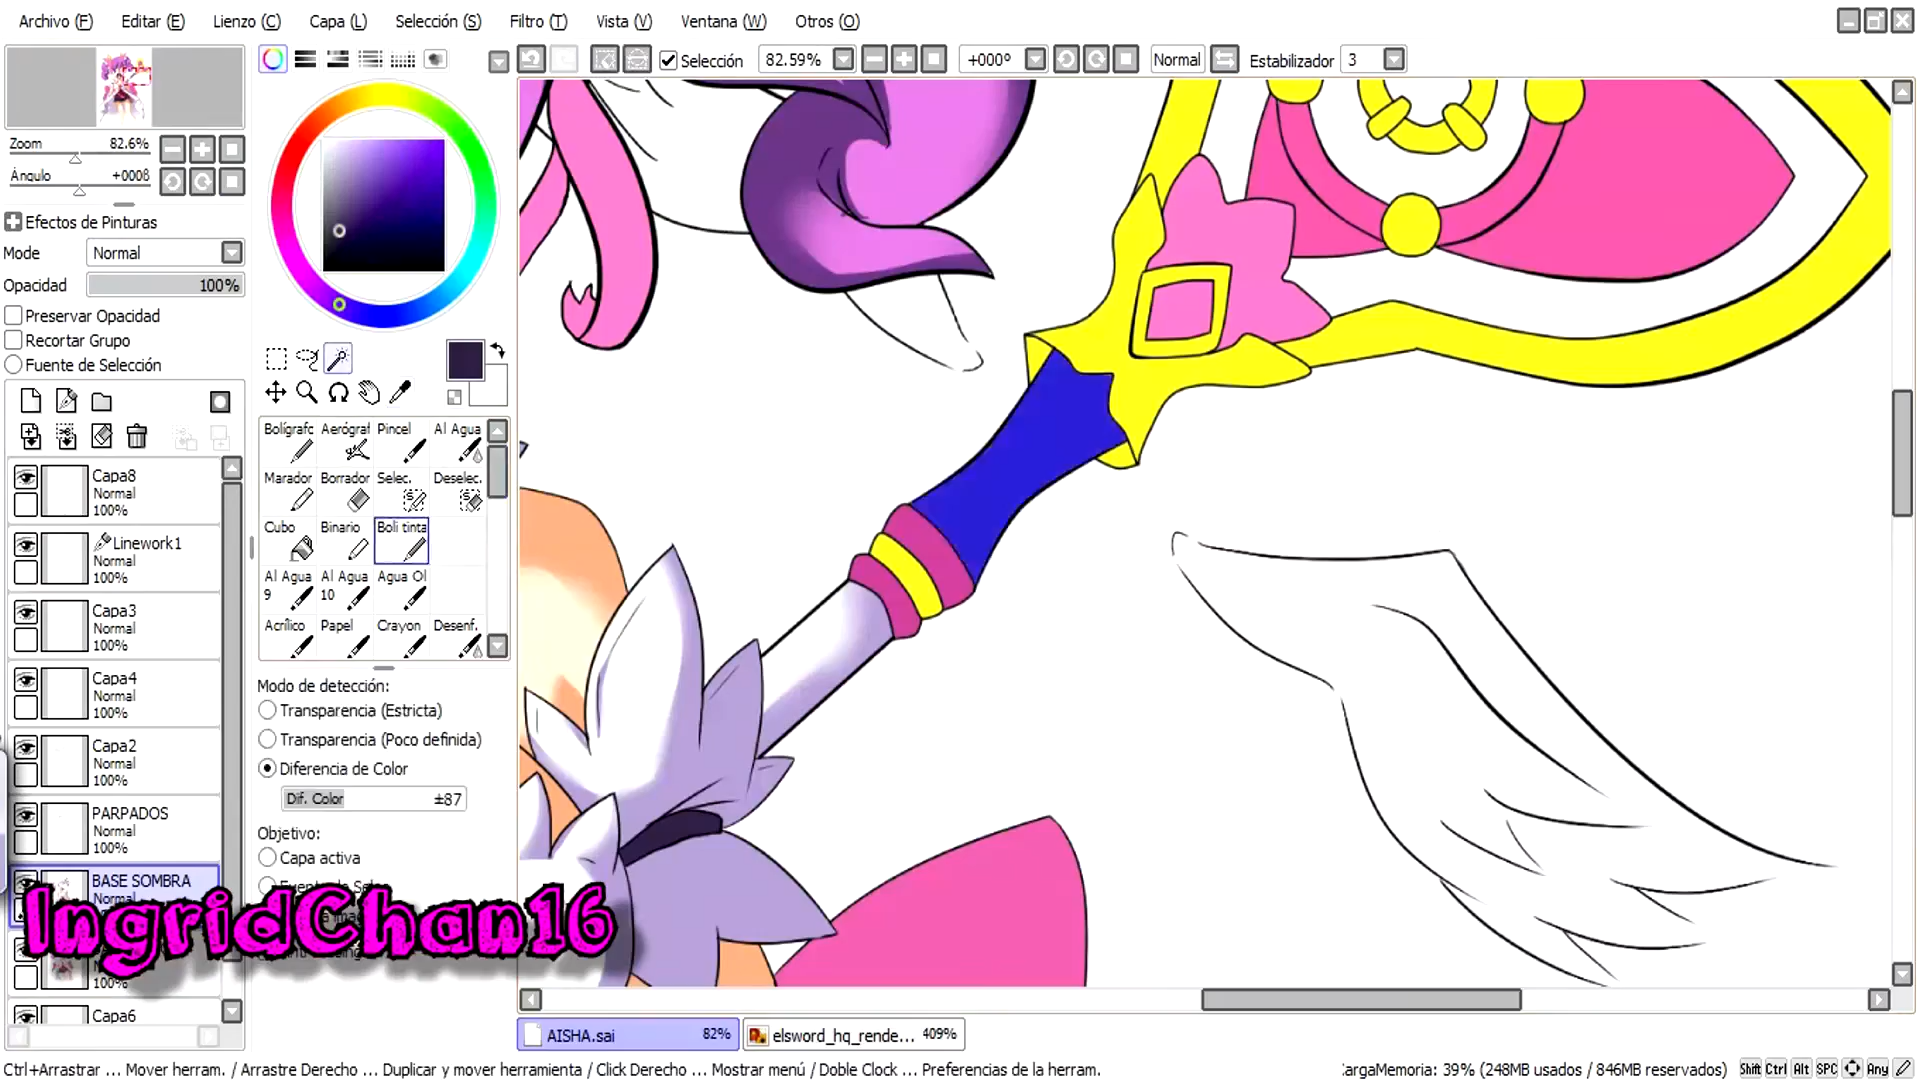 Archivo (F) Editar (E) Lienzo (C) Capa (L) Selección (S) Filtro (T) Vista (V) Ventana (W) Otros (O)
Selección 82.59% +000º Normal Estabilizador 3
Zoom 82.6%
Ángulo +0008
Efectos de Pinturas
Mode Normal
Opacidad 100%
Preservar Opacidad
Recortar Grupo
Fuente de Selección
Capa8
Normal
100%
Linework1
Normal
100%
Capa3
Normal
100%
Capa4
Normal
100%
Capa2
Normal
100%
PARPADOS
Normal
100%
BASE SOMBRA
Normal
100%
Capa6
Bolígrafc Aerógraf Pincel Al Agua
Marador Borrador Selec. Deselec.
Cubo Binario Boli tinta
Al Agua 9 Al Agua 10 Agua Ol
Acrílico Papel Crayon Desenf.
Modo de detección:
Transparencia (Estricta)
Transparencia (Poco definida)
Diferencia de Color
Dif. Color ±87
Objetivo:
Capa activa
IngridChan16
AISHA.sai 82% elsword_hq_rende... 409%
Ctrl+Arrastrar ... Mover herram. / Arrastre Derecho ... Duplicar y mover herramienta / Click Derecho ... Mostrar menú / Doble Clock ... Preferencias de la herram.
CargaMemoria: 39% (248MB usados / 846MB reservados) Shift Ctrl Alt SPC Any